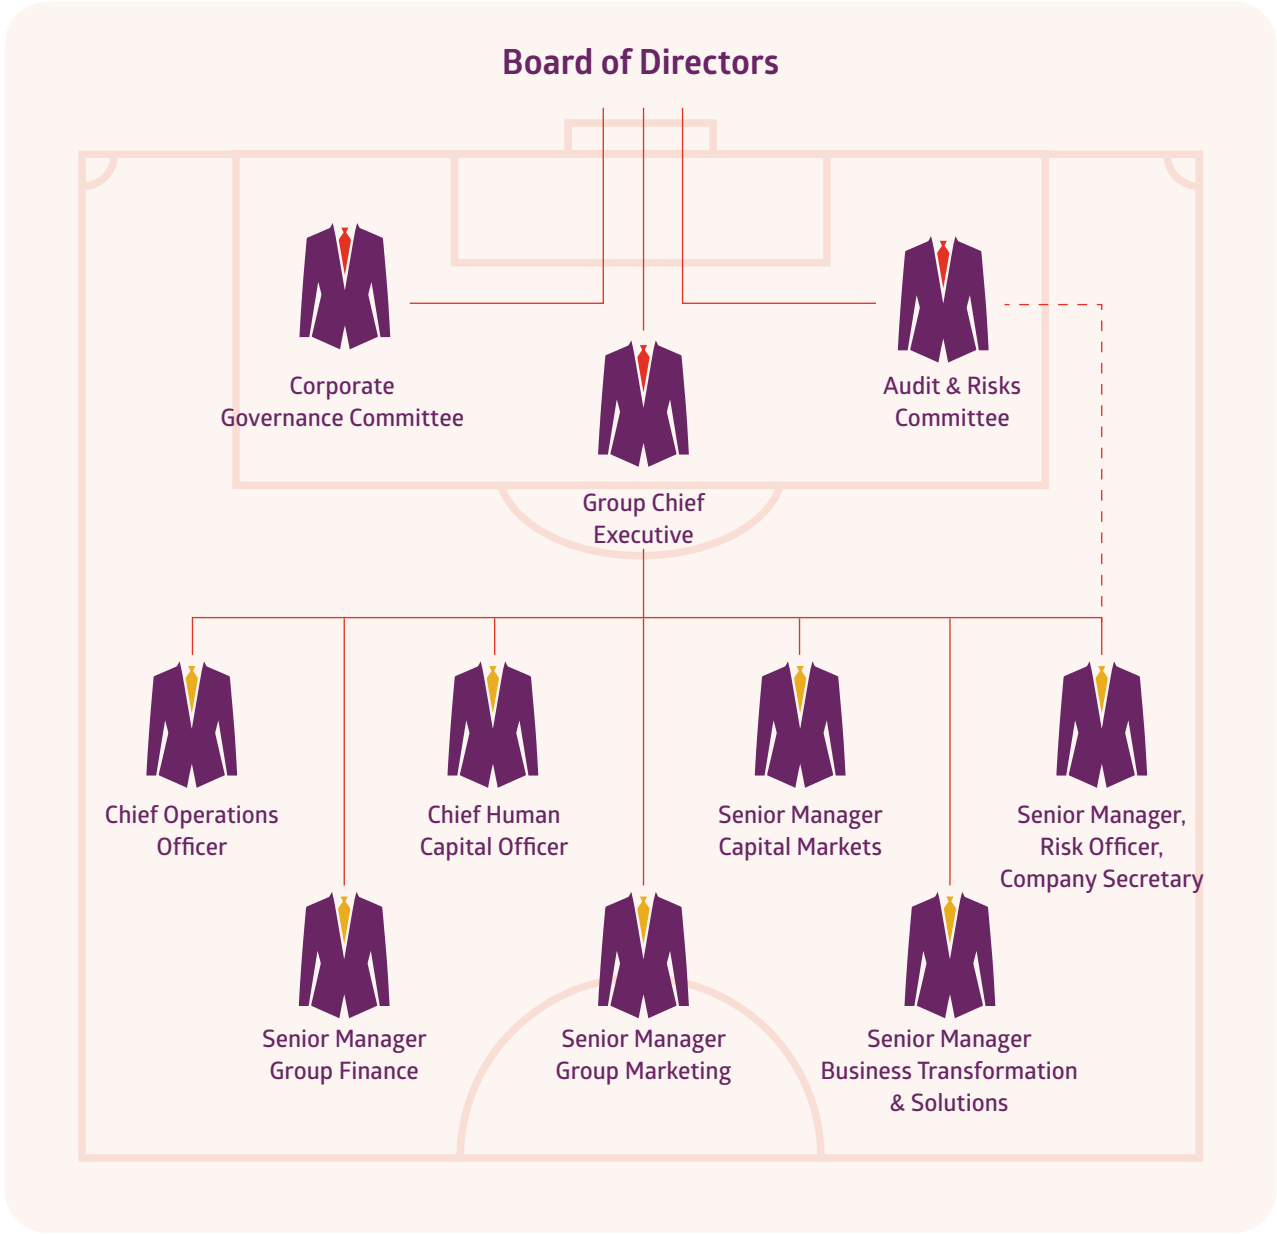 Board of Directors
Corporate
Governance Committee
Audit & Risks
Committee
Group Chief
Executive
Chief Operations
Officer
Chief Human
Capital Officer
Senior Manager
Capital Markets
Senior Manager,
Risk Officer,
Company Secretary
Senior Manager
Group Finance
Senior Manager
Group Marketing
Senior Manager
Business Transformation
& Solutions